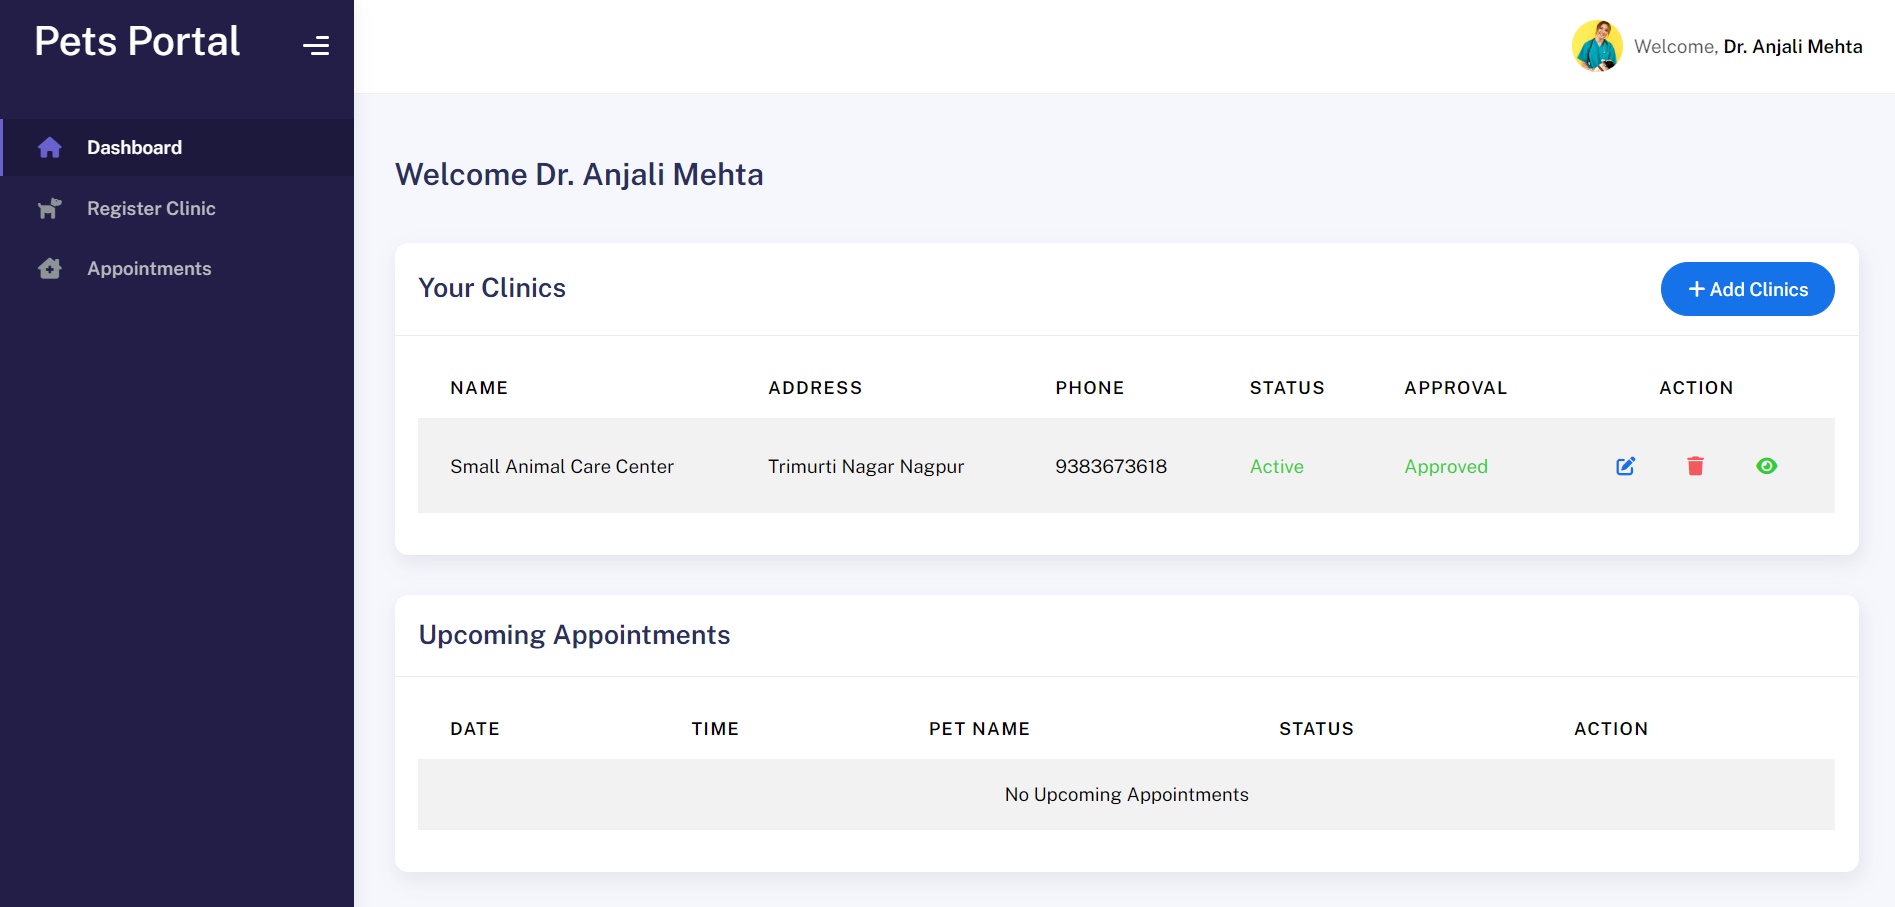 Pets Portal
Welcome, Dr. Anjali Mehta
Dashboard
Register Clinic
Appointments
Welcome Dr. Anjali Mehta
Your Clinics
Add Clinics
NAME ADDRESS PHONE STATUS APPROVAL ACTION
Small Animal Care Center Trimurti Nagar Nagpur 9383673618 Active Approved
Upcoming Appointments
DATE TIME PET NAME STATUS ACTION
No Upcoming Appointments